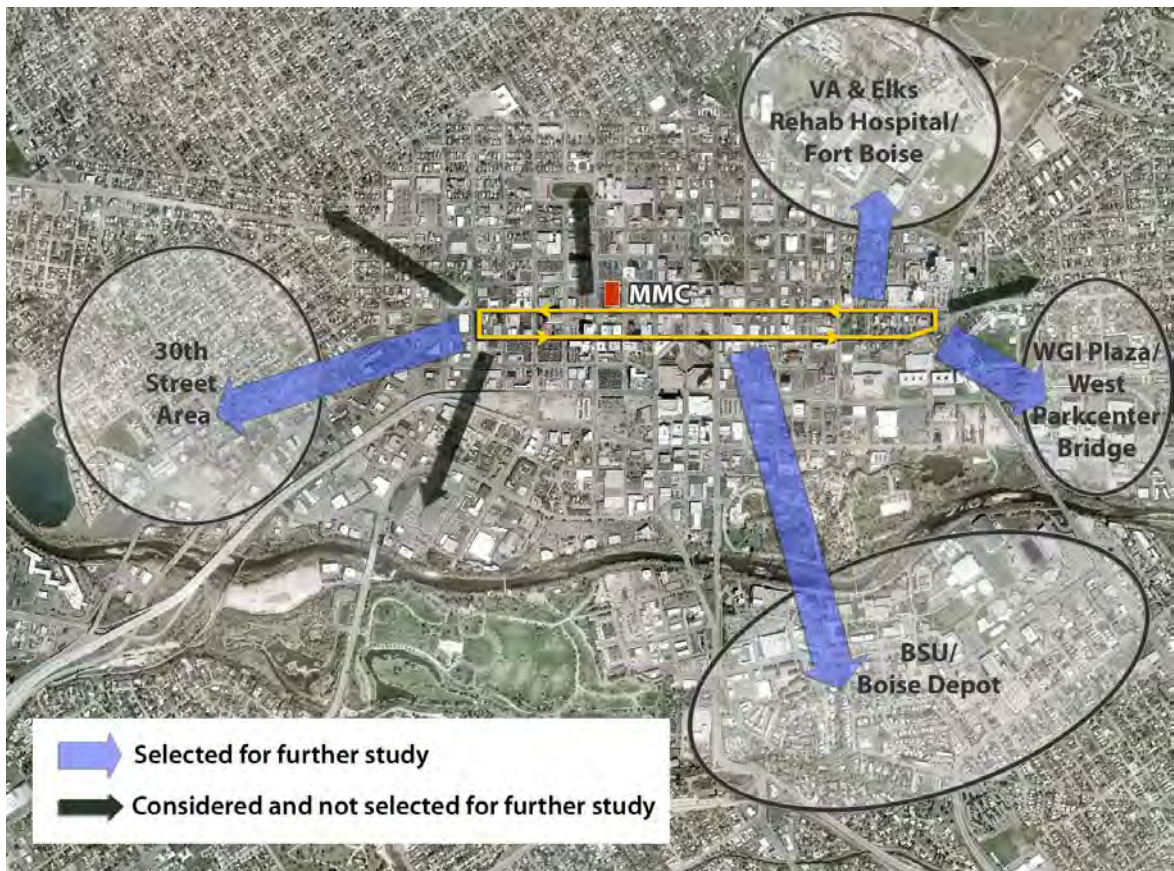 VA & Elks
Rehab Hospital/
Fort Boise
MMC
30th
Street
Area
WGI Plaza/
West
Parkcenter
Bridge
BSU/
Boise Depot
Selected for further study
Considered and not selected for further study